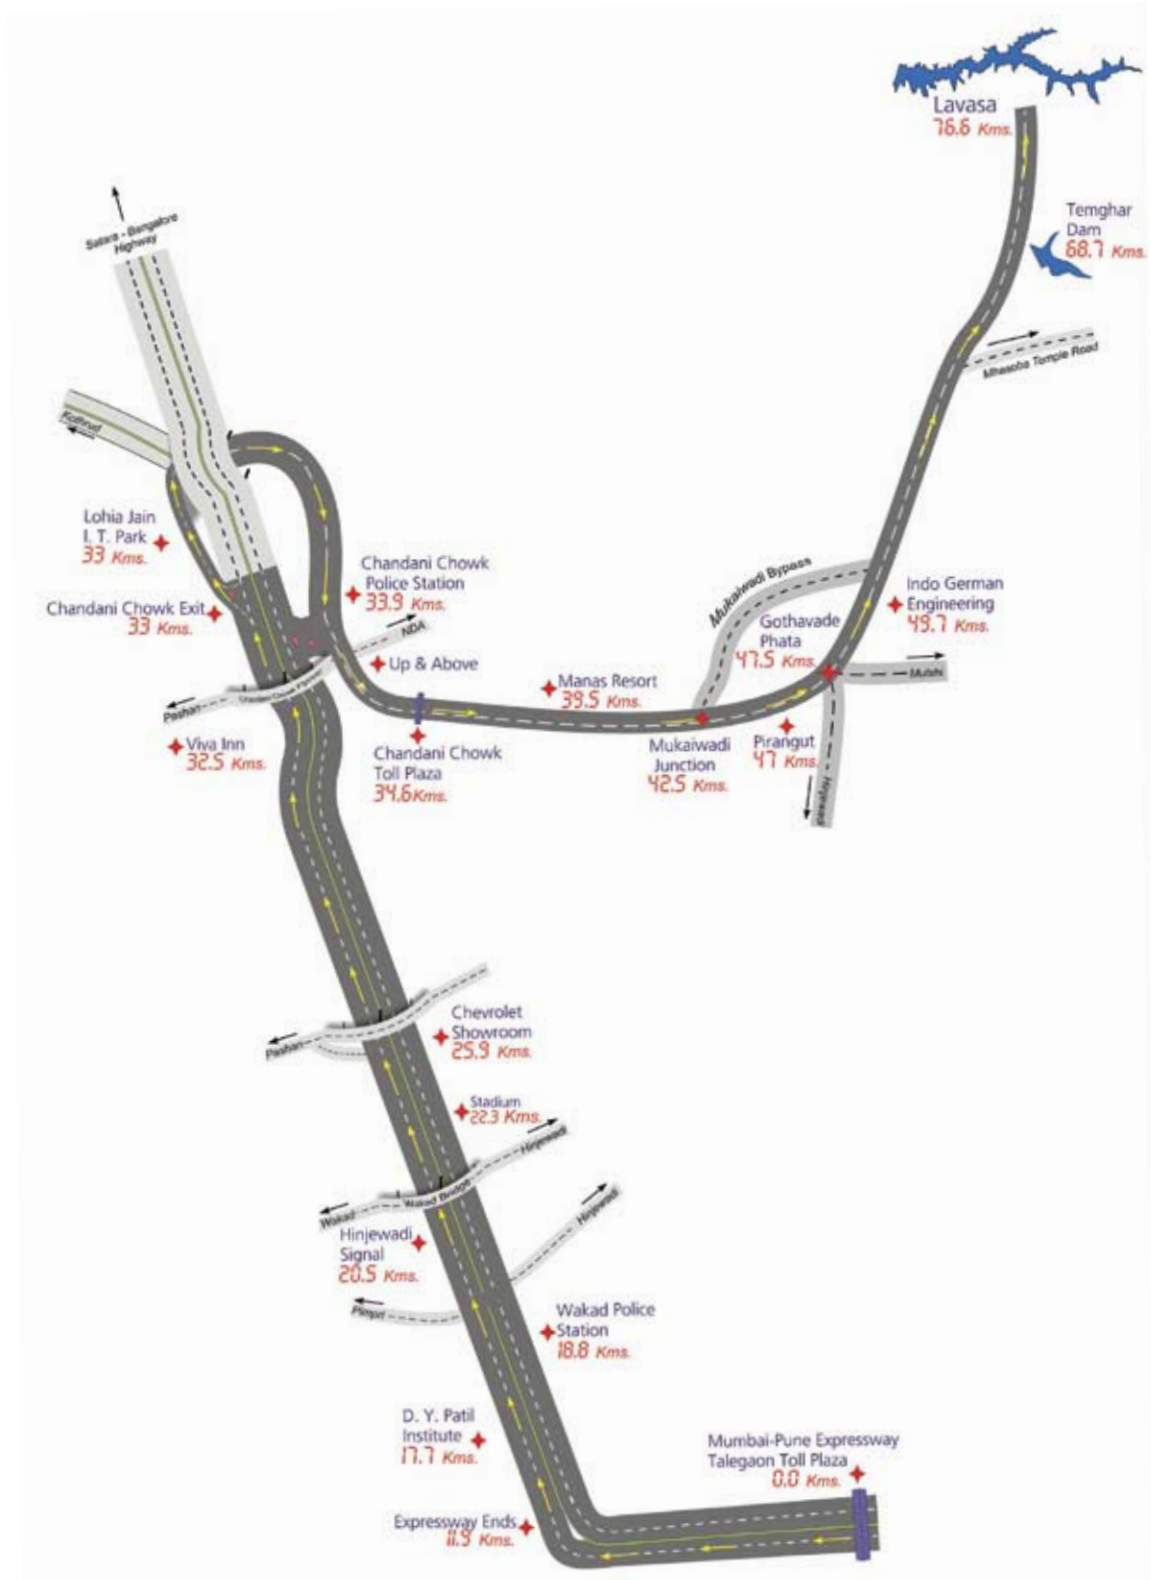 Lavasa
76.6 Kms.
Temghar
Dam
68.7 Kms.
Satara - Bangalore
Highway
Mhasoba Temple Road
Kothrud
Lohia Jain
I. T. Park
33 Kms.
Chandani Chowk
Police Station
33.9 Kms.
Chandani Chowk Exit
33 Kms.
NDA
Up & Above
Mukaiwadi Bypass
Gothavade
Phata
47.5 Kms.
Indo German
Engineering
49.7 Kms.
Mulshi
Manas Resort
39.5 Kms.
Pashan
Viva Inn
32.5 Kms.
Chandani Chowk
Toll Plaza
34.6 Kms.
Mukaiwadi
Junction
42.5 Kms.
Pirangut
47 Kms.
Hinjewadi
Chevrolet
Showroom
25.9 Kms.
Pashan
Stadium
22.3 Kms.
Hinjewadi
Wakad Bridge
Wakad
Hinjewadi
Hinjewadi
Signal
20.5 Kms.
Pimpri
Wakad Police
Station
18.8 Kms.
D. Y. Patil
Institute
17.7 Kms.
Mumbai-Pune Expressway
Talegaon Toll Plaza
0.0 Kms.
Expressway Ends
11.9 Kms.